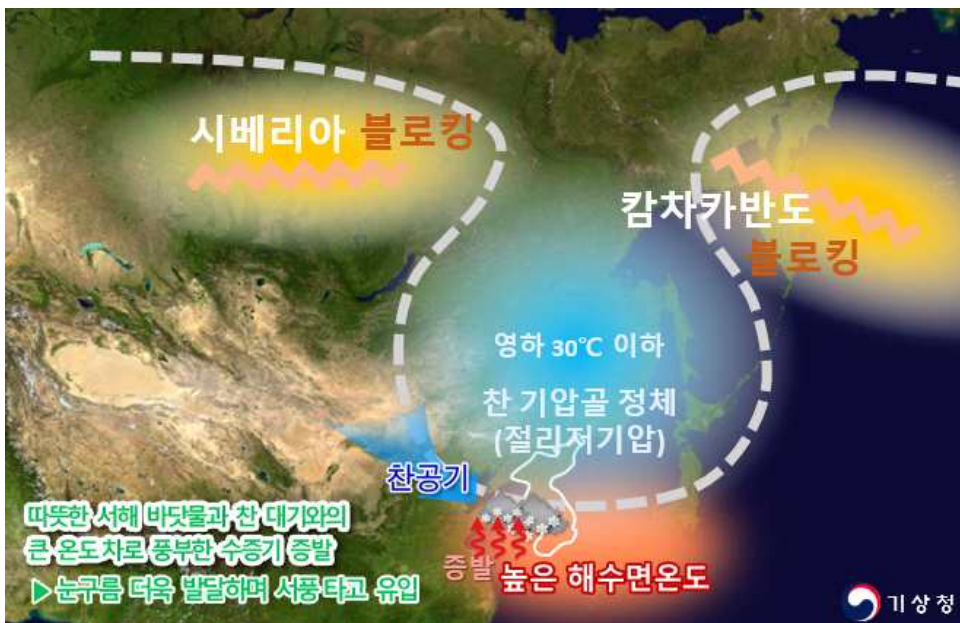 시베리아 블로킹
캄차카반도
블로킹
영하 30℃ 이하
찬 기압골 정체
(절리저기압)
찬공기
따뜻한 서해 바닷물과 찬 대기와의
큰 온도차로 풍부한 수증기 증발
▶ 눈구름 더욱 발달하며 서풍 타고 유입
증발
높은 해수면온도
기상청